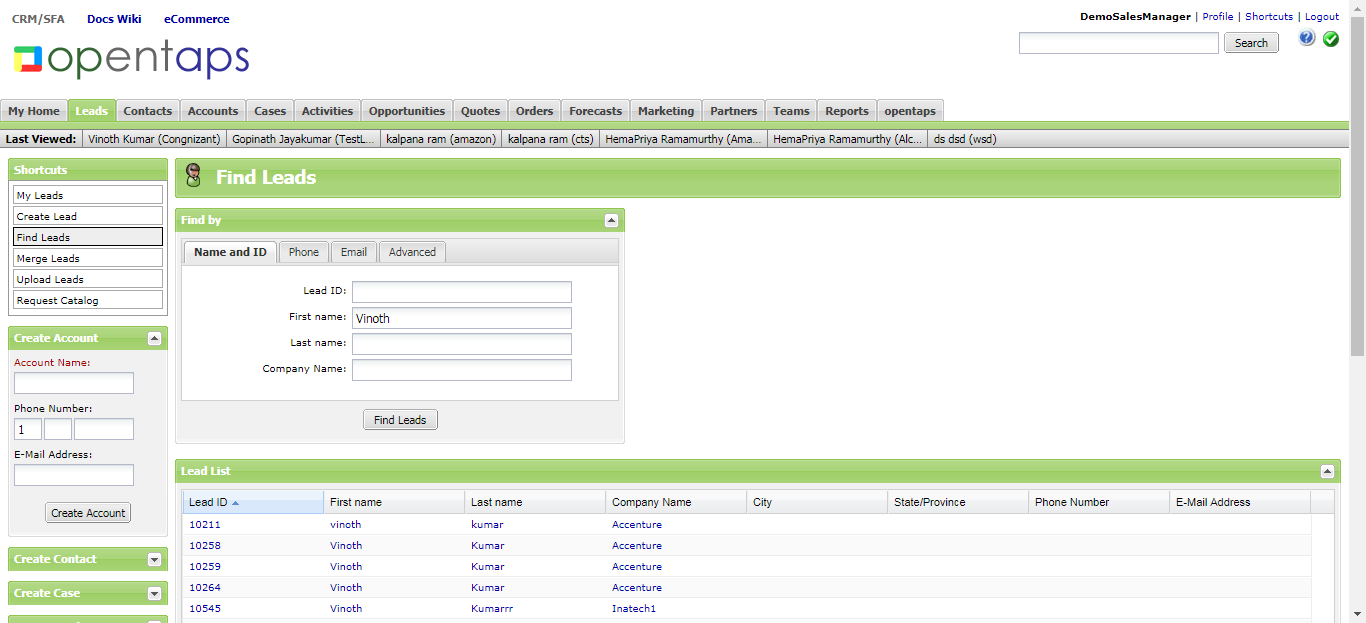 CRM/SFA Docs Wiki eCommerce
DemoSalesManager | Profile | Shortcuts | Logout
opentaps
Search
?
My Home Leads Contacts Accounts Cases Activities Opportunities Quotes Orders Forecasts Marketing Partners Teams Reports opentaps
Last Viewed: Vinoth Kumar (Congnizant) Gopinath Jayakumar (TestL... kalpana ram (amazon) kalpana ram (cts) HemaPriya Ramamurthy (Ama... HemaPriya Ramamurthy (Alc... ds dsd (wsd)
Shortcuts
My Leads
Create Lead
Find Leads
Merge Leads
Upload Leads
Request Catalog
Create Account
Account Name:
Phone Number:
1
E-Mail Address:
Create Account
Create Contact
Create Case
Find Leads
Find by
Name and ID Phone Email Advanced
Lead ID:
First name: Vinoth
Last name:
Company Name:
Find Leads
Lead List
Lead ID First name Last name Company Name City State/Province Phone Number E-Mail Address
10211 vinoth kumar Accenture
10258 Vinoth Kumar Accenture
10259 Vinoth Kumar Accenture
10264 Vinoth Kumar Accenture
10545 Vinoth Kumarrr Inatech1